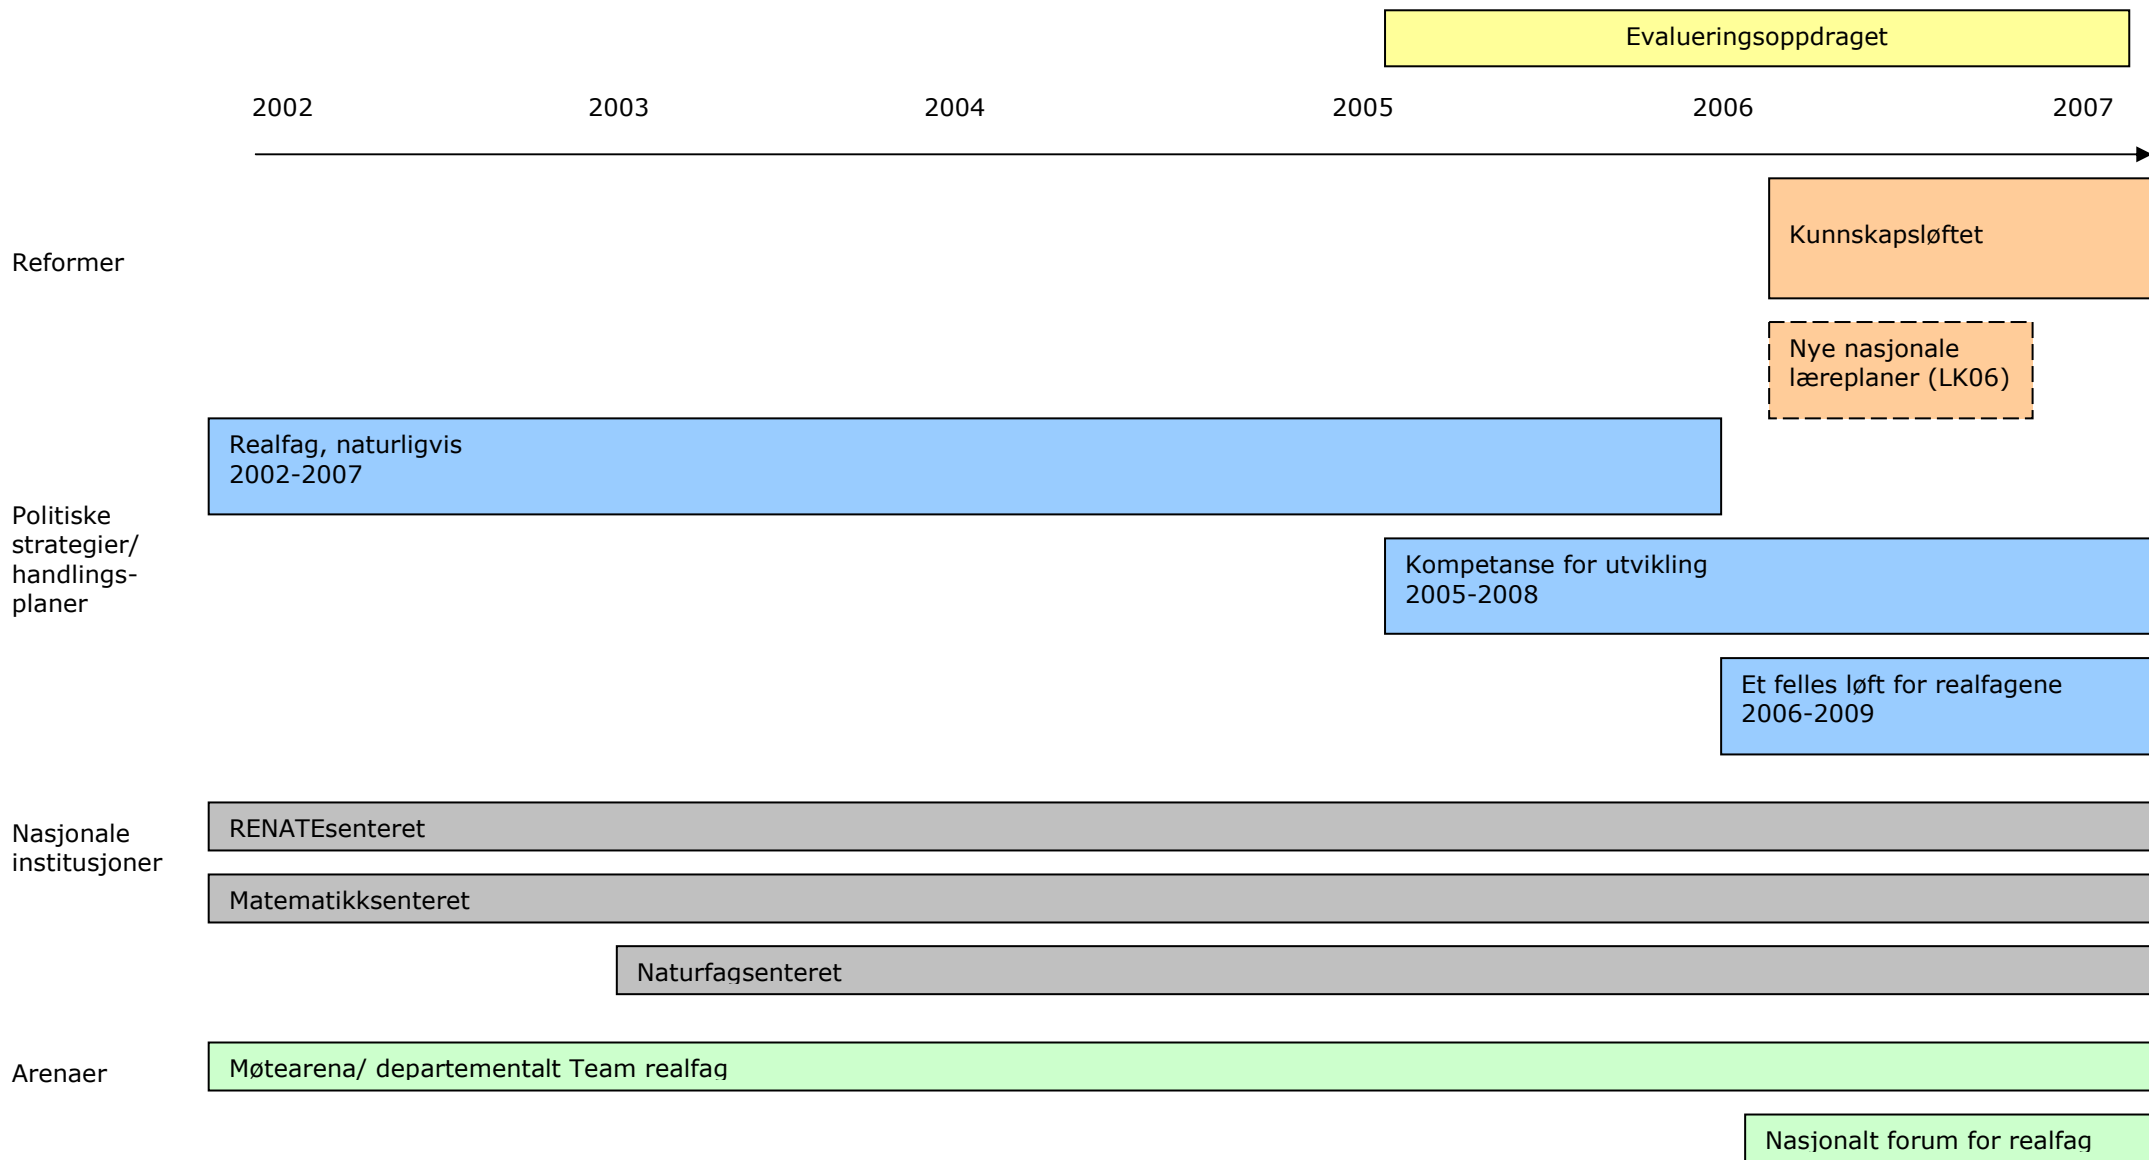 Evalueringsoppdraget
2002 2003 2004 2005 2006 2007
Reformer
Kunnskapsløftet
Nye nasjonale
læreplaner (LK06)
Politiske
strategier/
handlings-
planer
Realfag, naturligvis
2002-2007
Kompetanse for utvikling
2005-2008
Et felles løft for realfagene
2006-2009
Nasjonale
institusjoner
RENATEsenteret
Matematikksenteret
Naturfagsenteret
Arenaer
Møtearena/ departementalt Team realfag
Nasjonalt forum for realfag